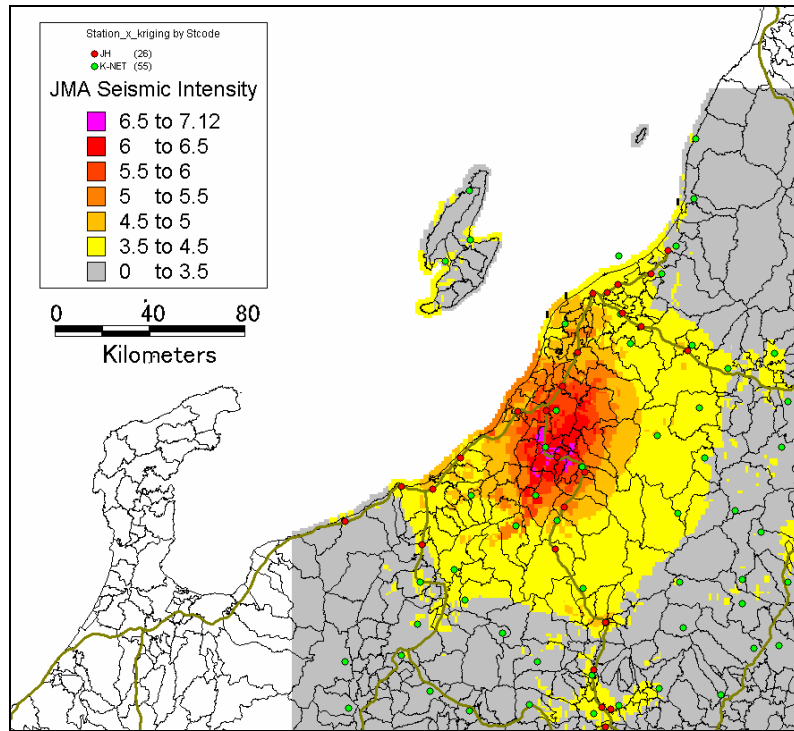 Station_x_kriging by Stcode
JH (26)
K-NET (55)
JMA Seismic Intensity
6.5 to 7.12
6 to 6.5
5.5 to 6
5 to 5.5
4.5 to 5
3.5 to 4.5
0 to 3.5
0 40 80
Kilometers